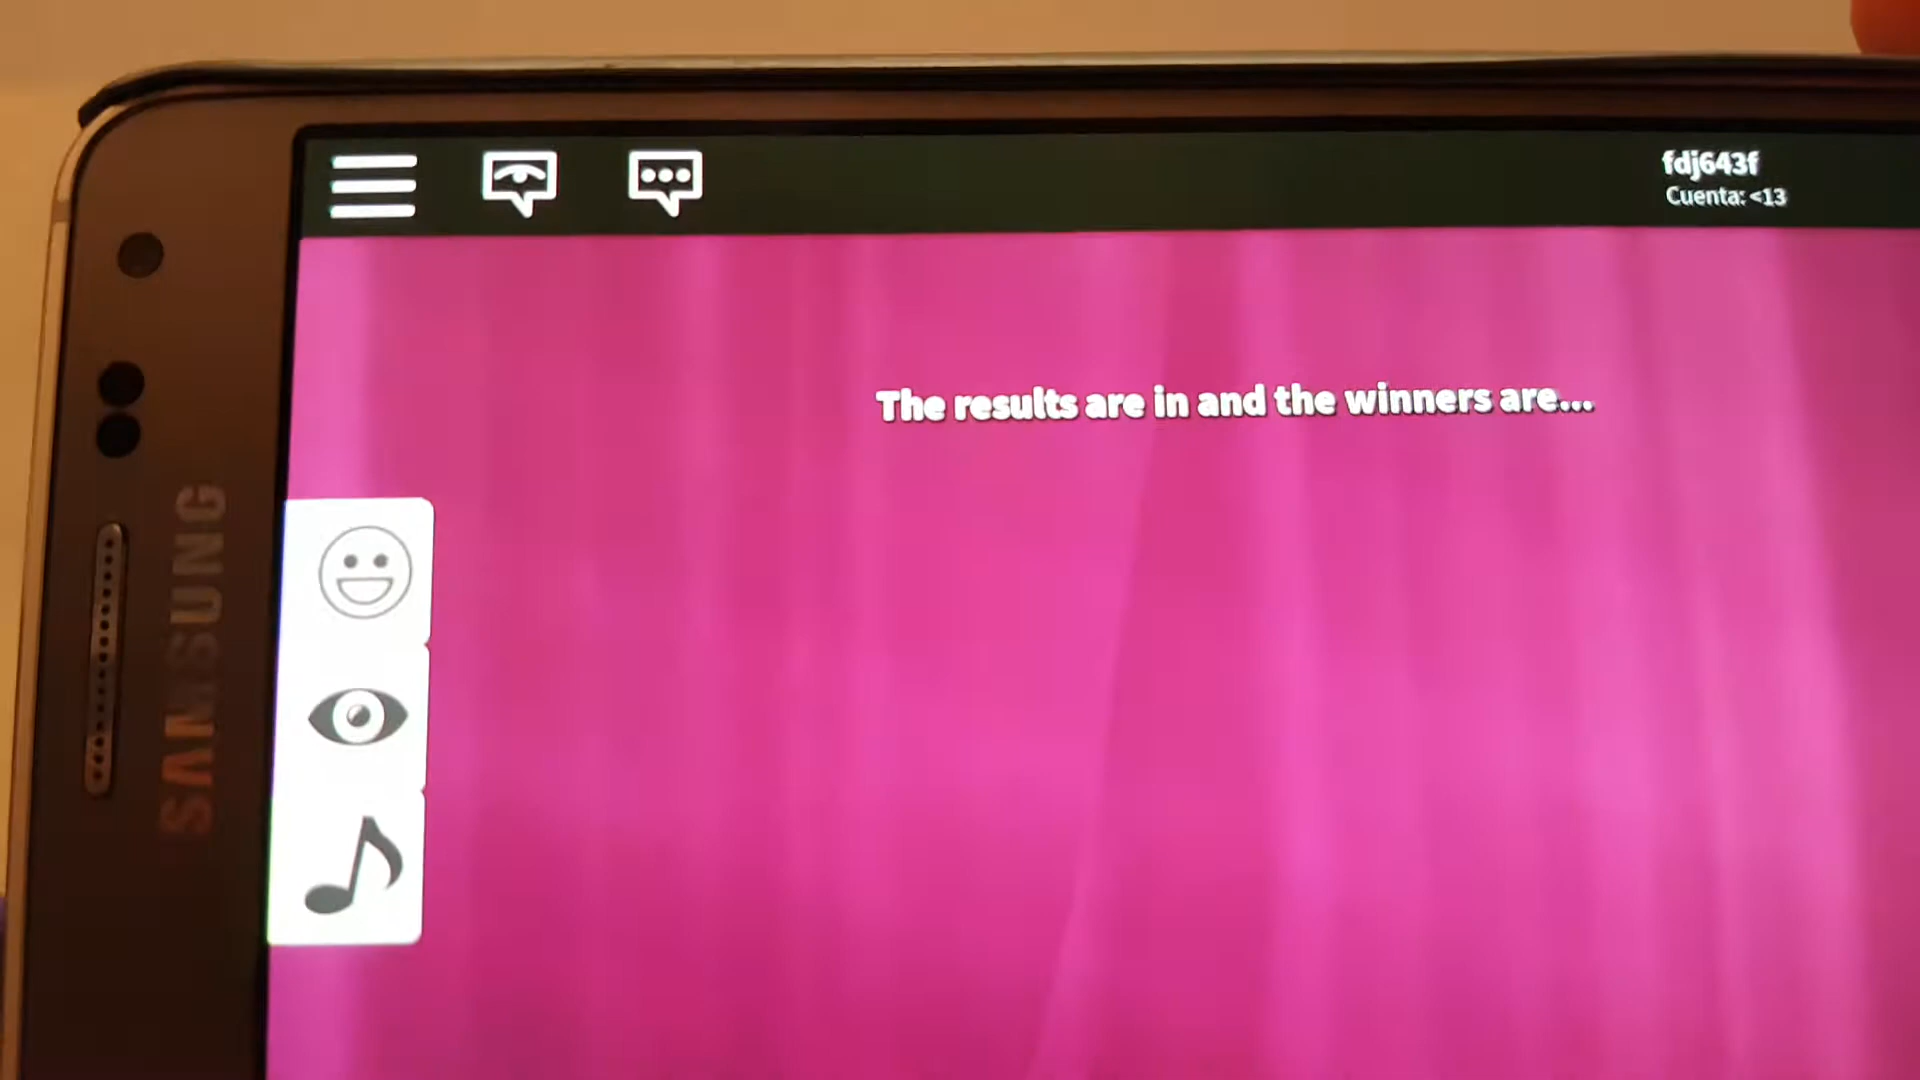 fdj643f
Cuenta: <13
The results are in and the winners are...
SAMSUNG